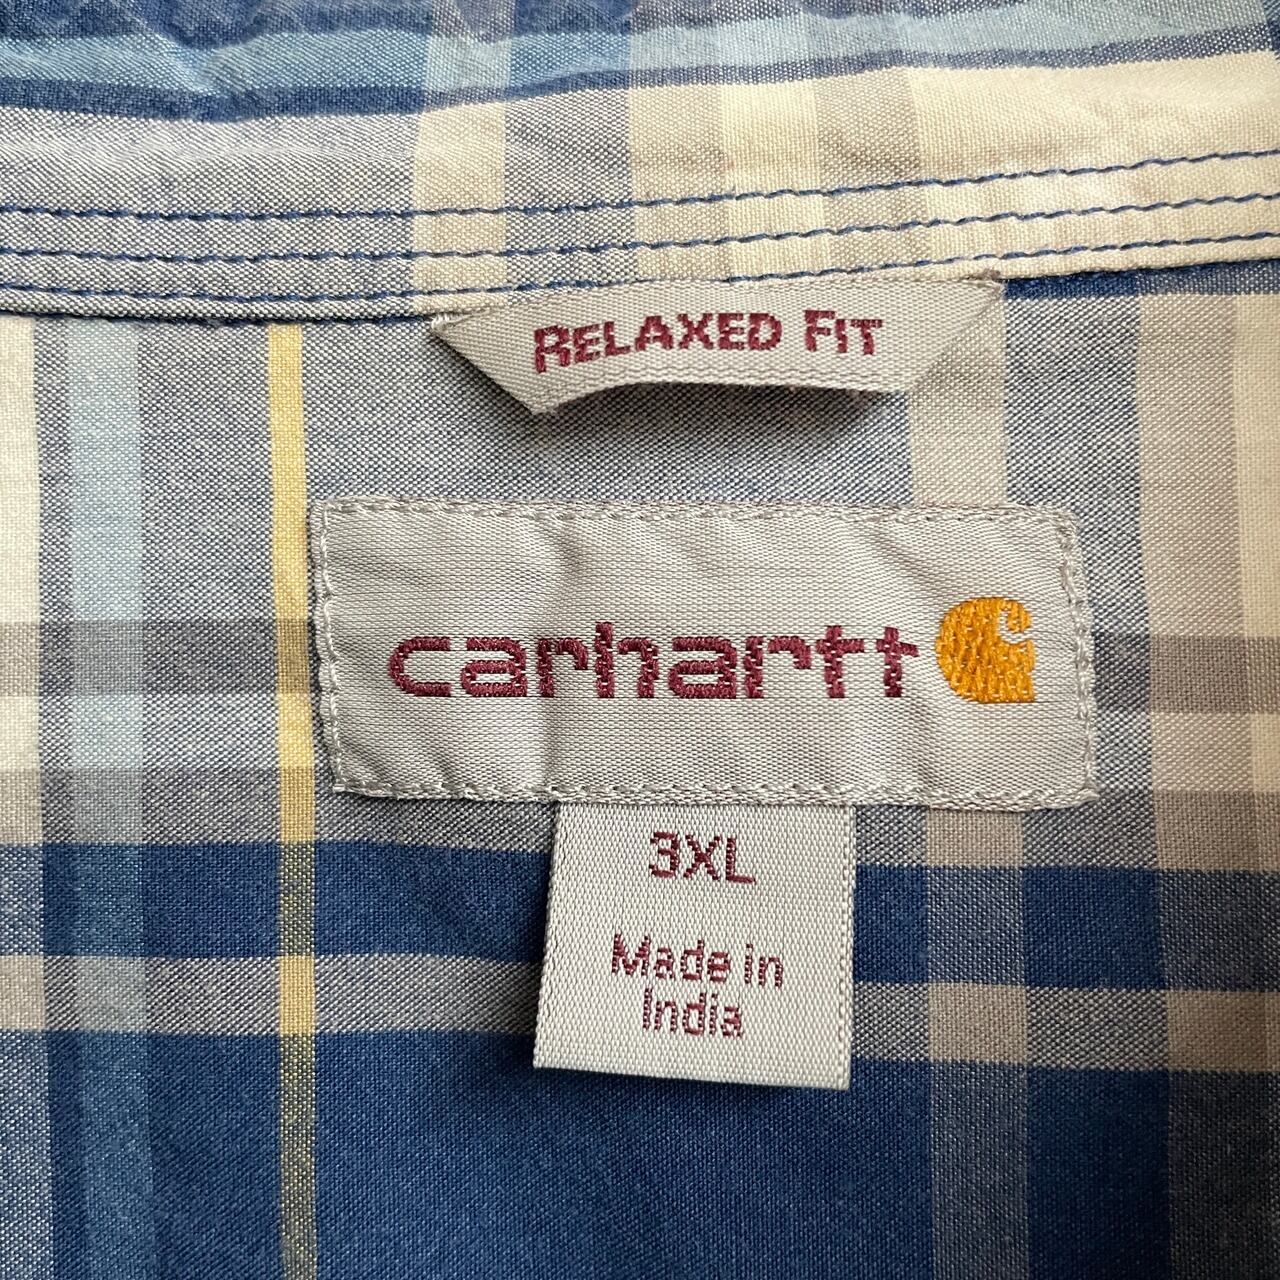 RELAXED FIT
carhartt
3XL
Made in
India